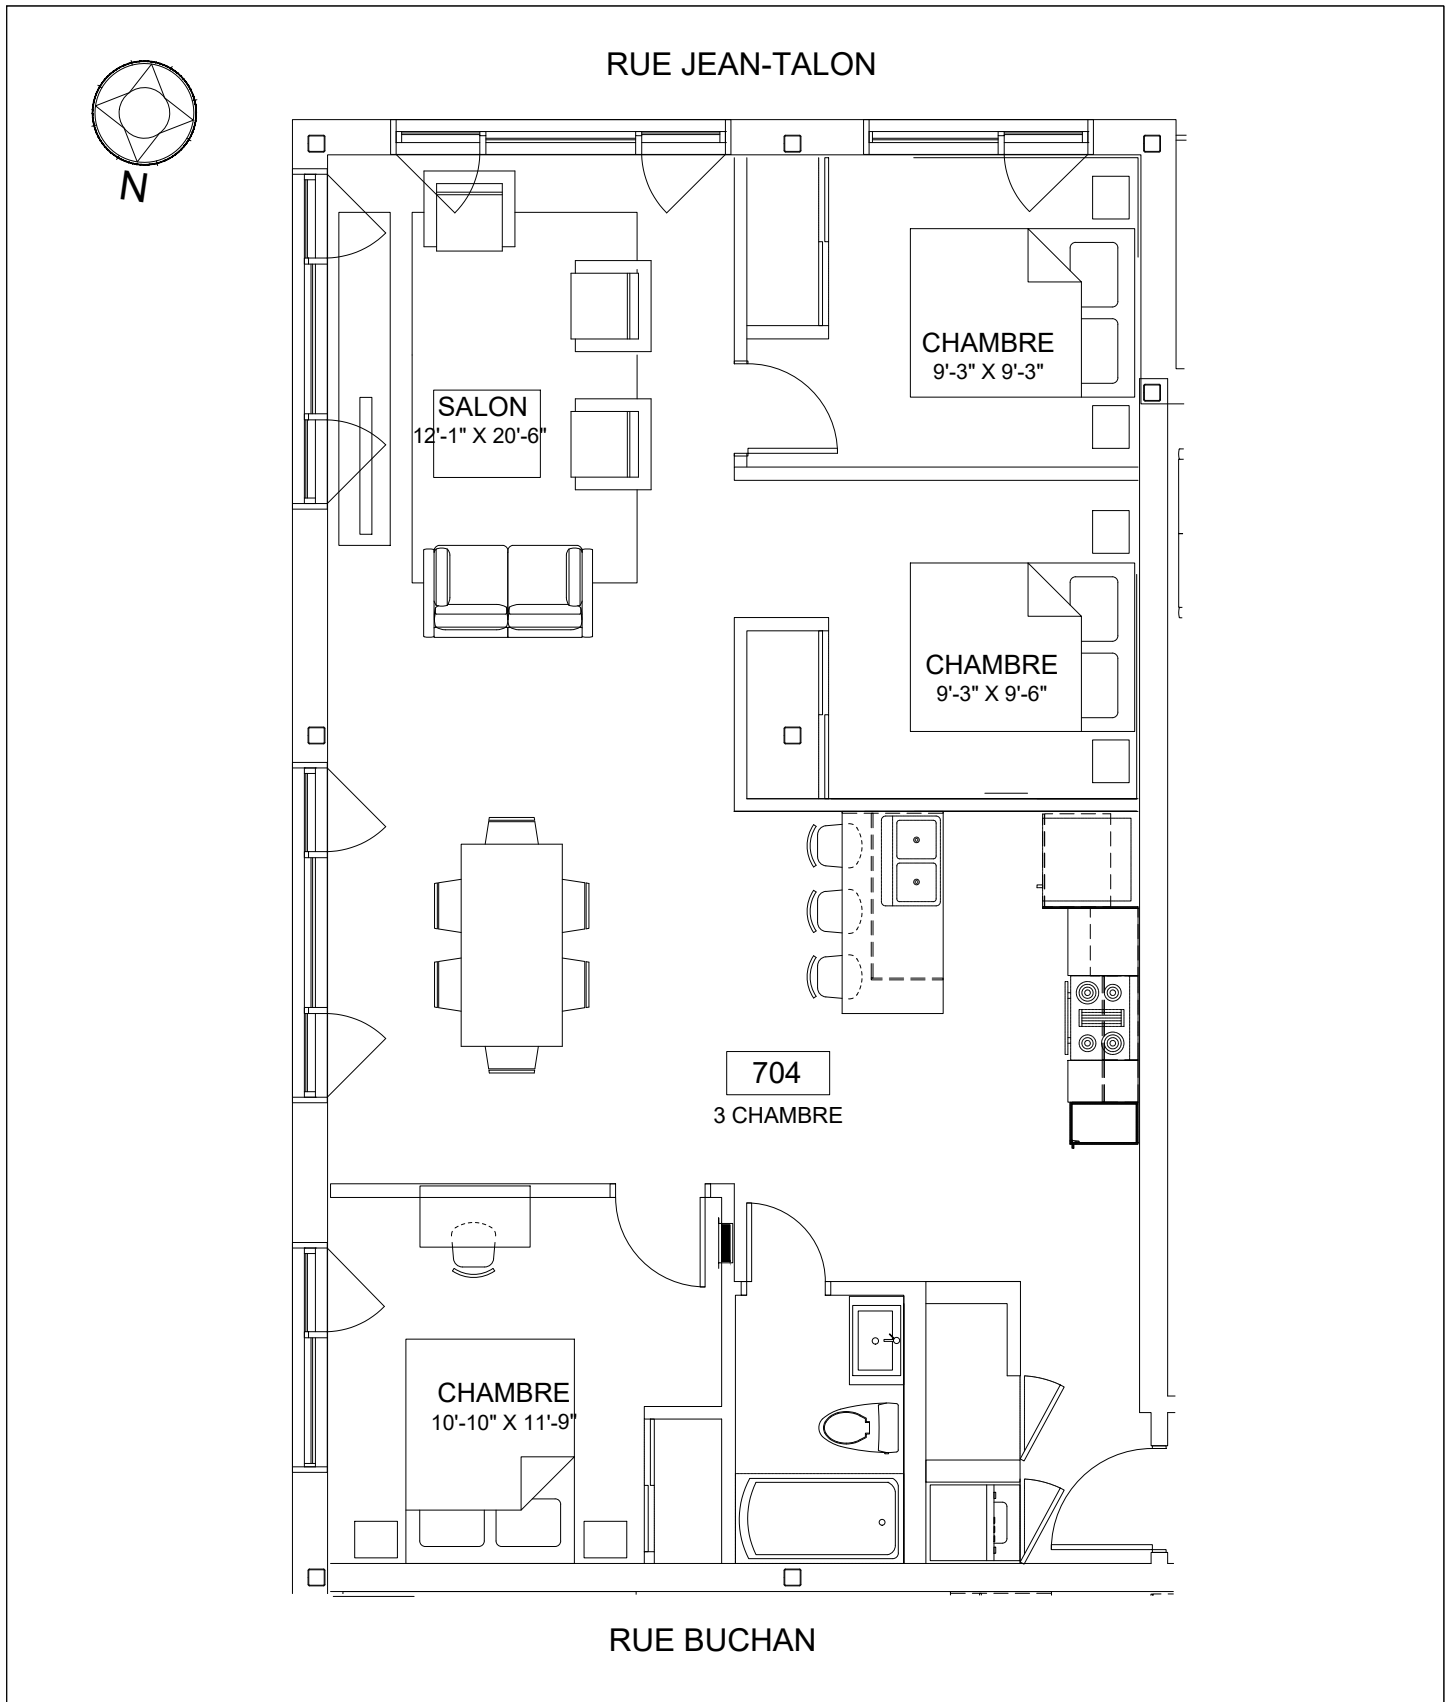 RUE JEAN-TALON
N
CHAMBRE
9'-3" X 9'-3"
SALON
12'-1" X 20'-6"
CHAMBRE
9'-3" X 9'-6"
704
3 CHAMBRE
CHAMBRE
10'-10" X 11'-9"
RUE BUCHAN